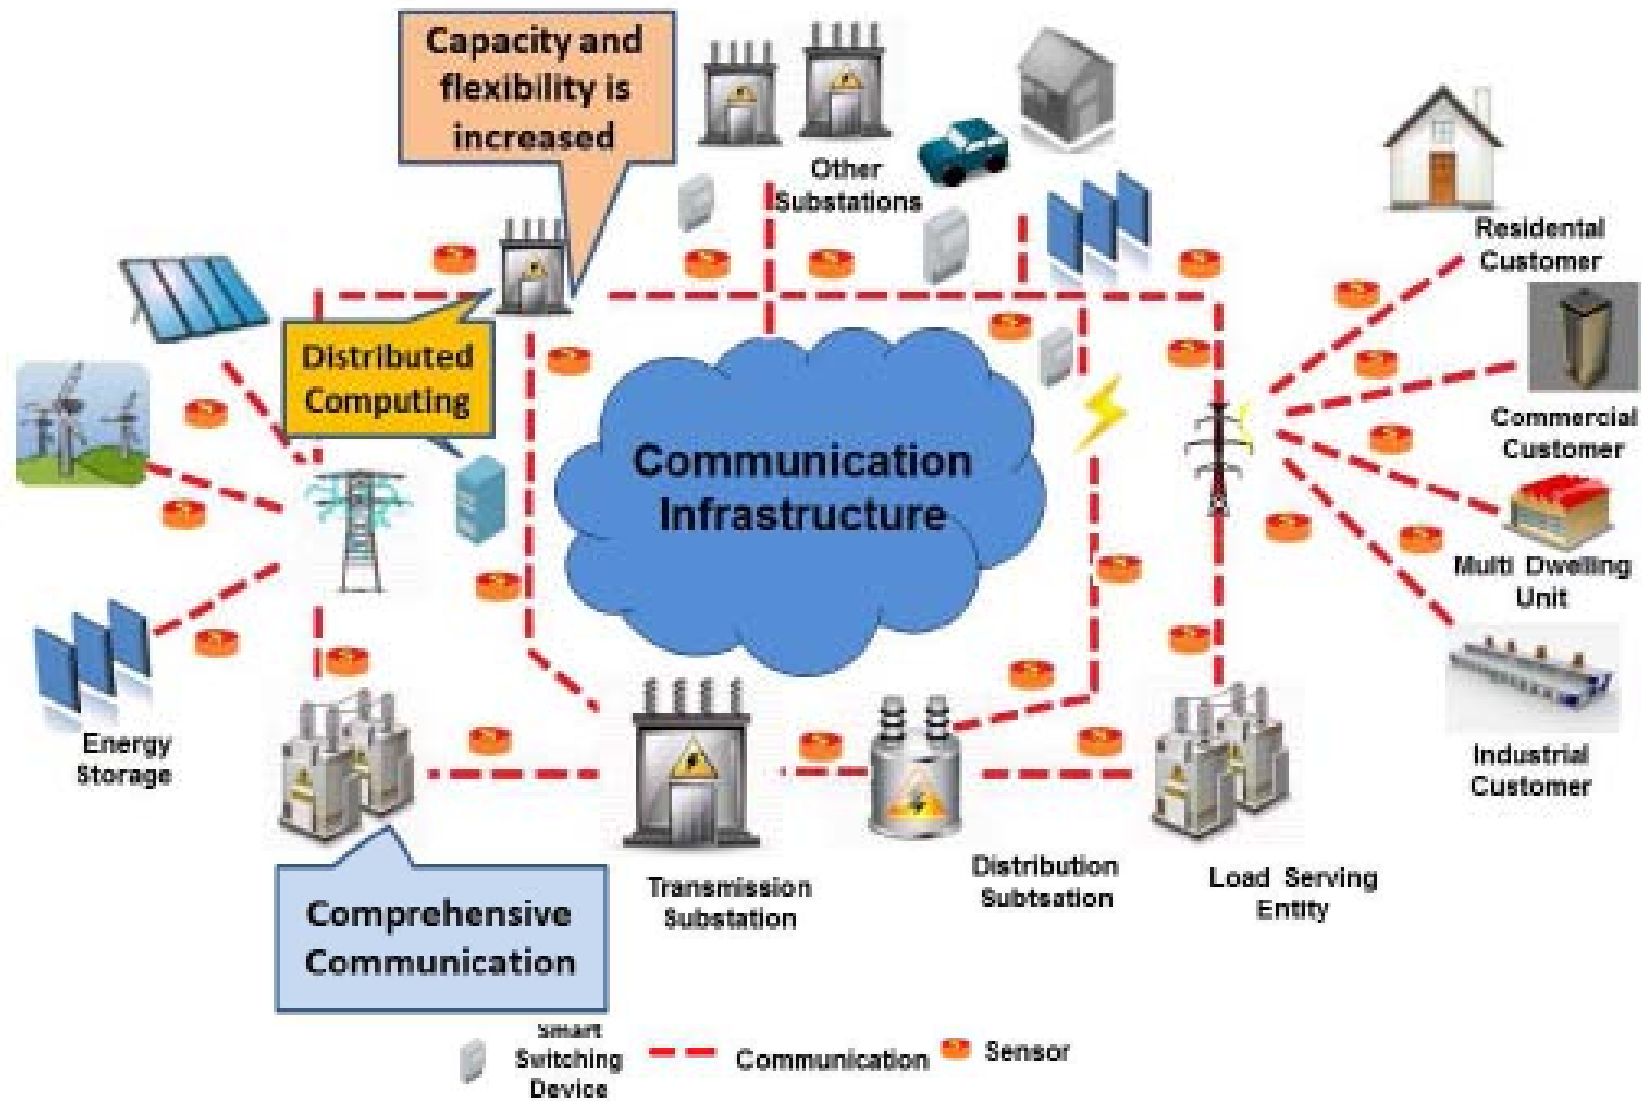 Capacity and
flexibility is
increased
Other
Substations
Residental
Customer
Distributed
Computing
Commercial
Customer
Communication
Infrastructure
Multi Dwelling
Unit
Energy
Storage
Industrial
Customer
Transmission
Substation
Distribution
Subtsation
Load Serving
Entity
Comprehensive
Communication
Smart
Switching
Device
Communication
Sensor